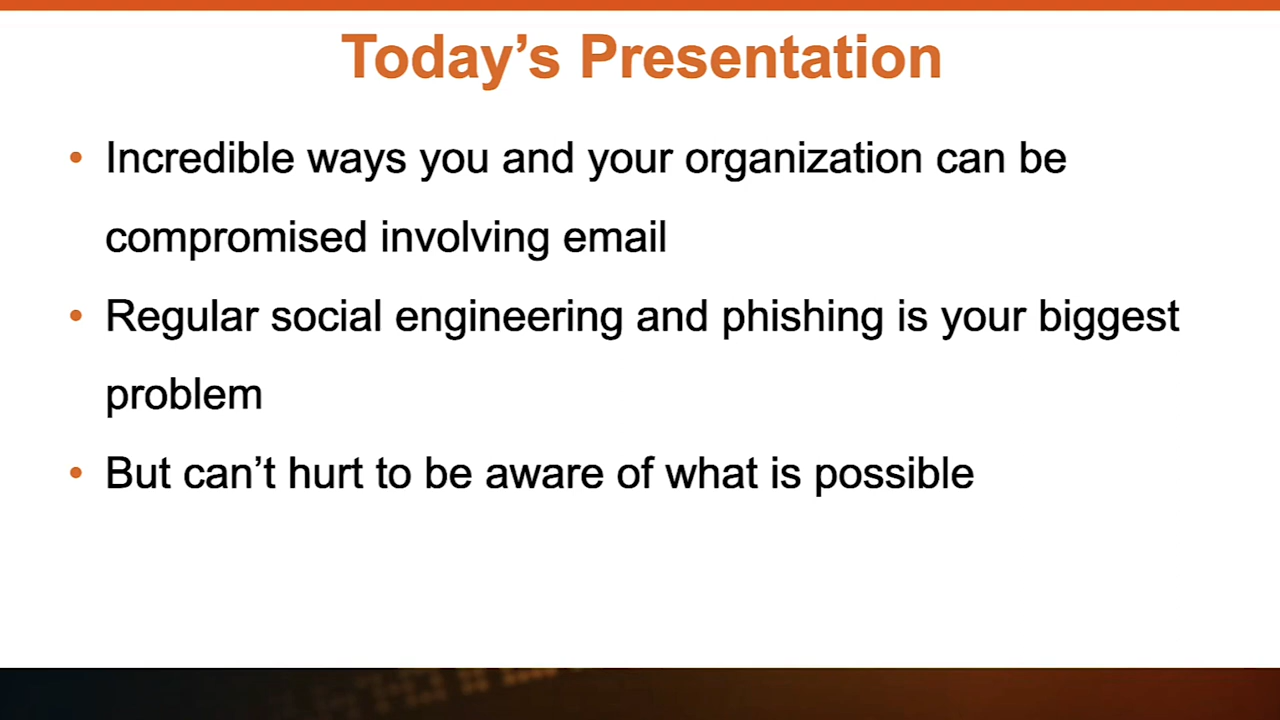 Today’s Presentation
• Incredible ways you and your organization can be
compromised involving email
• Regular social engineering and phishing is your biggest
problem
• But can’t hurt to be aware of what is possible